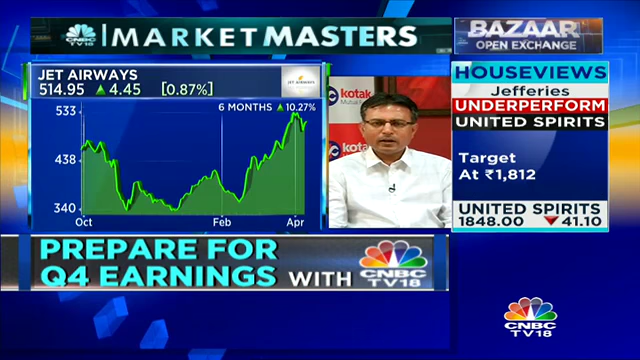 CNBC TV18 MARKET MASTERS
BAZAAR
OPEN EXCHANGE
JET AIRWAYS
514.95 ▲ 4.45 [0.87%]
JET AIRWAYS
6 MONTHS ▲ 10.27%
533
438
340
Oct Feb Apr
kotak
Mutual
kotak
HOUSEVIEWS
Jefferies
UNDERPERFORM
UNITED SPIRITS
Target
At ₹1,812
UNITED SPIRITS
1848.00 ▼ 41.10
PREPARE FOR
Q4 EARNINGS WITH CNBC TV18
CNBC
TV18